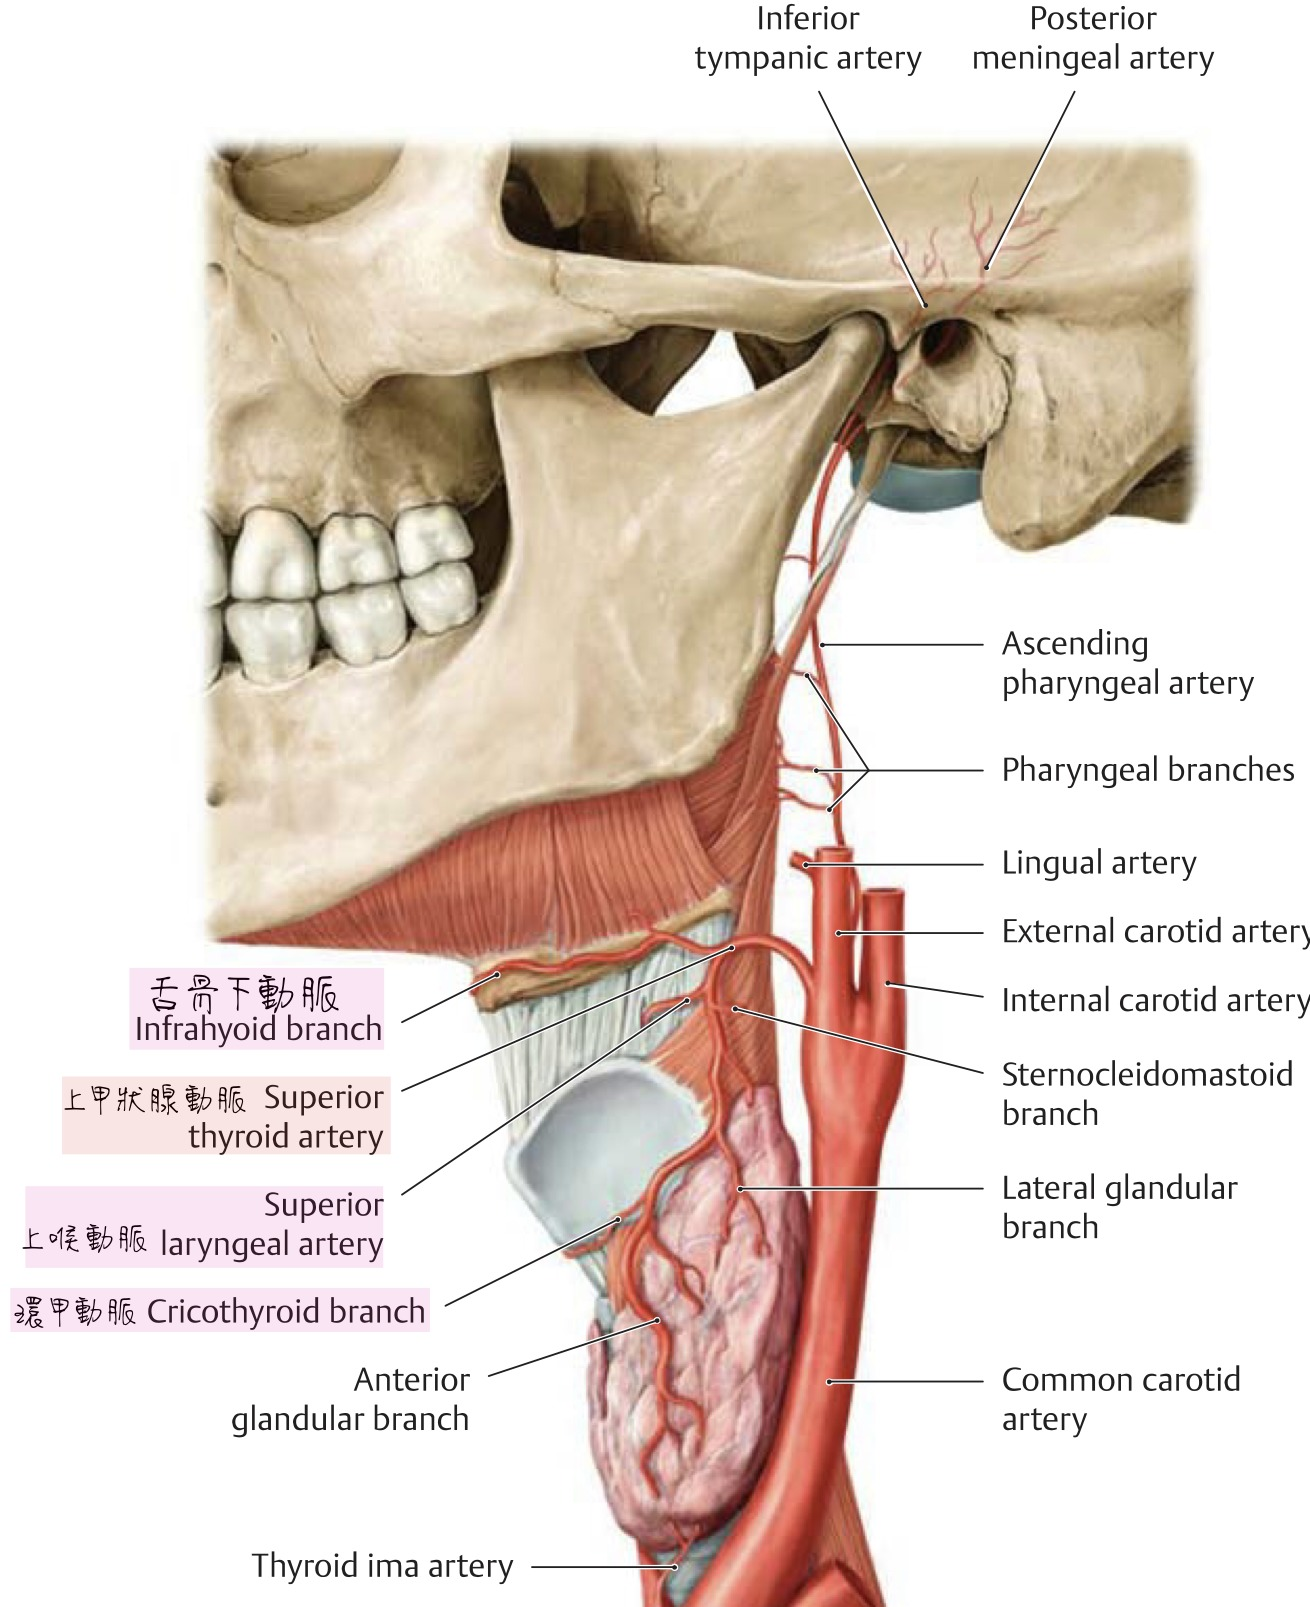 Inferior
tympanic artery
Posterior
meningeal artery
Ascending
pharyngeal artery
Pharyngeal branches
Lingual artery
External carotid artery
Internal carotid artery
Sternocleidomastoid
branch
Lateral glandular
branch
Common carotid
artery
舌骨下動脈
Infrahyoid branch
上甲狀腺動脈 Superior
thyroid artery
Superior
上喉動脈 laryngeal artery
環甲動脈 Cricothyroid branch
Anterior
glandular branch
Thyroid ima artery